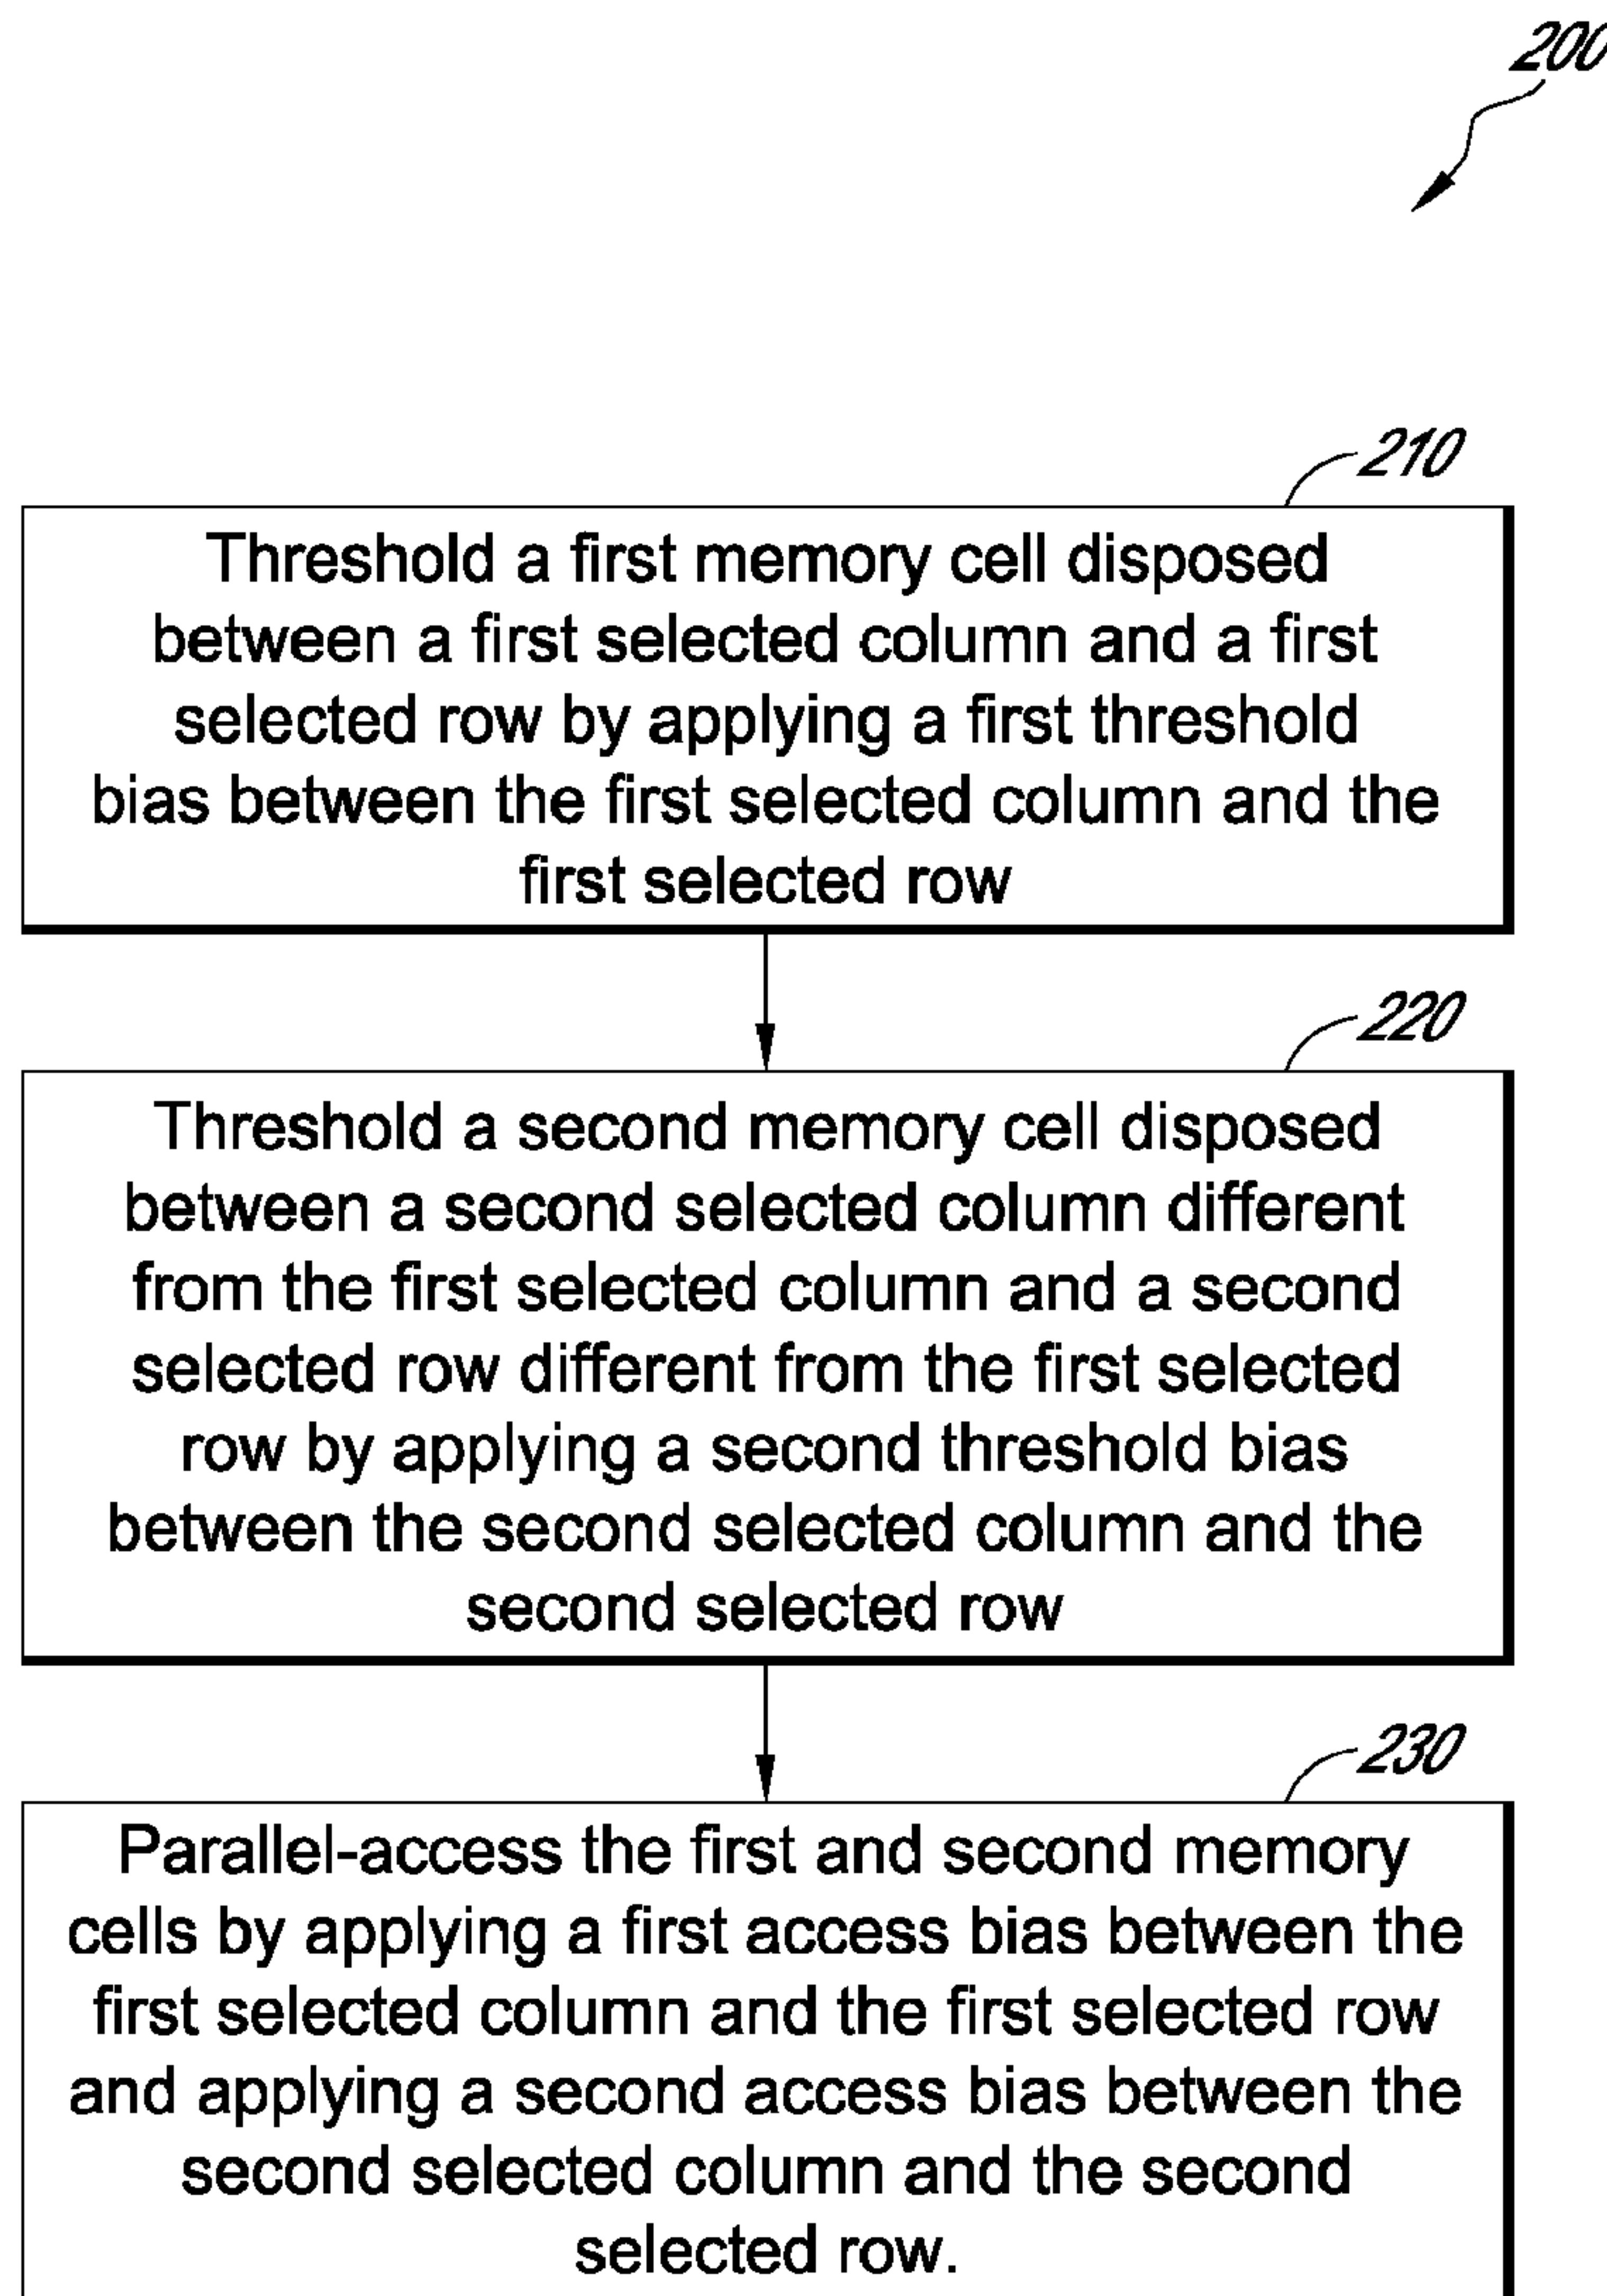 200
210
Threshold a first memory cell disposed
between a first selected column and a first
selected row by applying a first threshold
bias between the first selected column and the
first selected row
220
Threshold a second memory cell disposed
between a second selected column different
from the first selected column and a second
selected row different from the first selected
row by applying a second threshold bias
between the second selected column and the
second selected row
230
Parallel-access the first and second memory
cells by applying a first access bias between the
first selected column and the first selected row
and applying a second access bias between the
second selected column and the second
selected row.